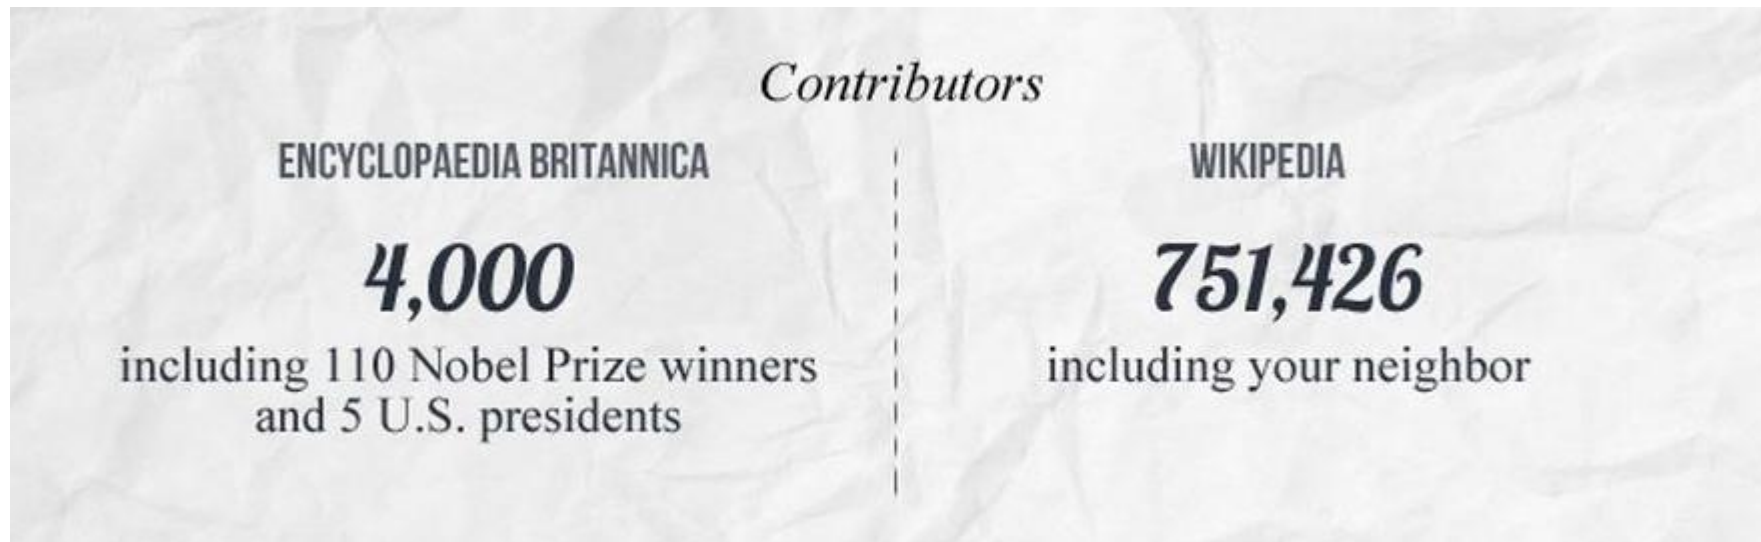 Contributors
ENCYCLOPAEDIA BRITANNICA
4,000
including 110 Nobel Prize winners
and 5 U.S. presidents
WIKIPEDIA
751,426
including your neighbor